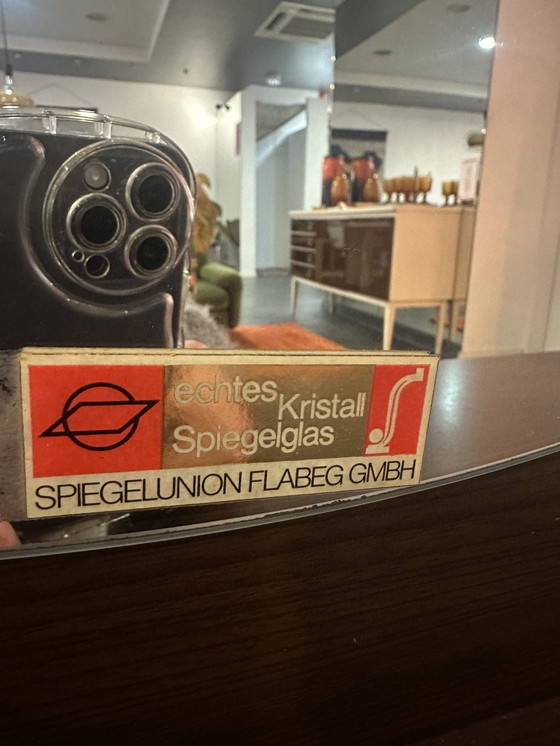 echtes
Kristall
Spiegelglas
SPIEGELUNION FLABEG GMBH